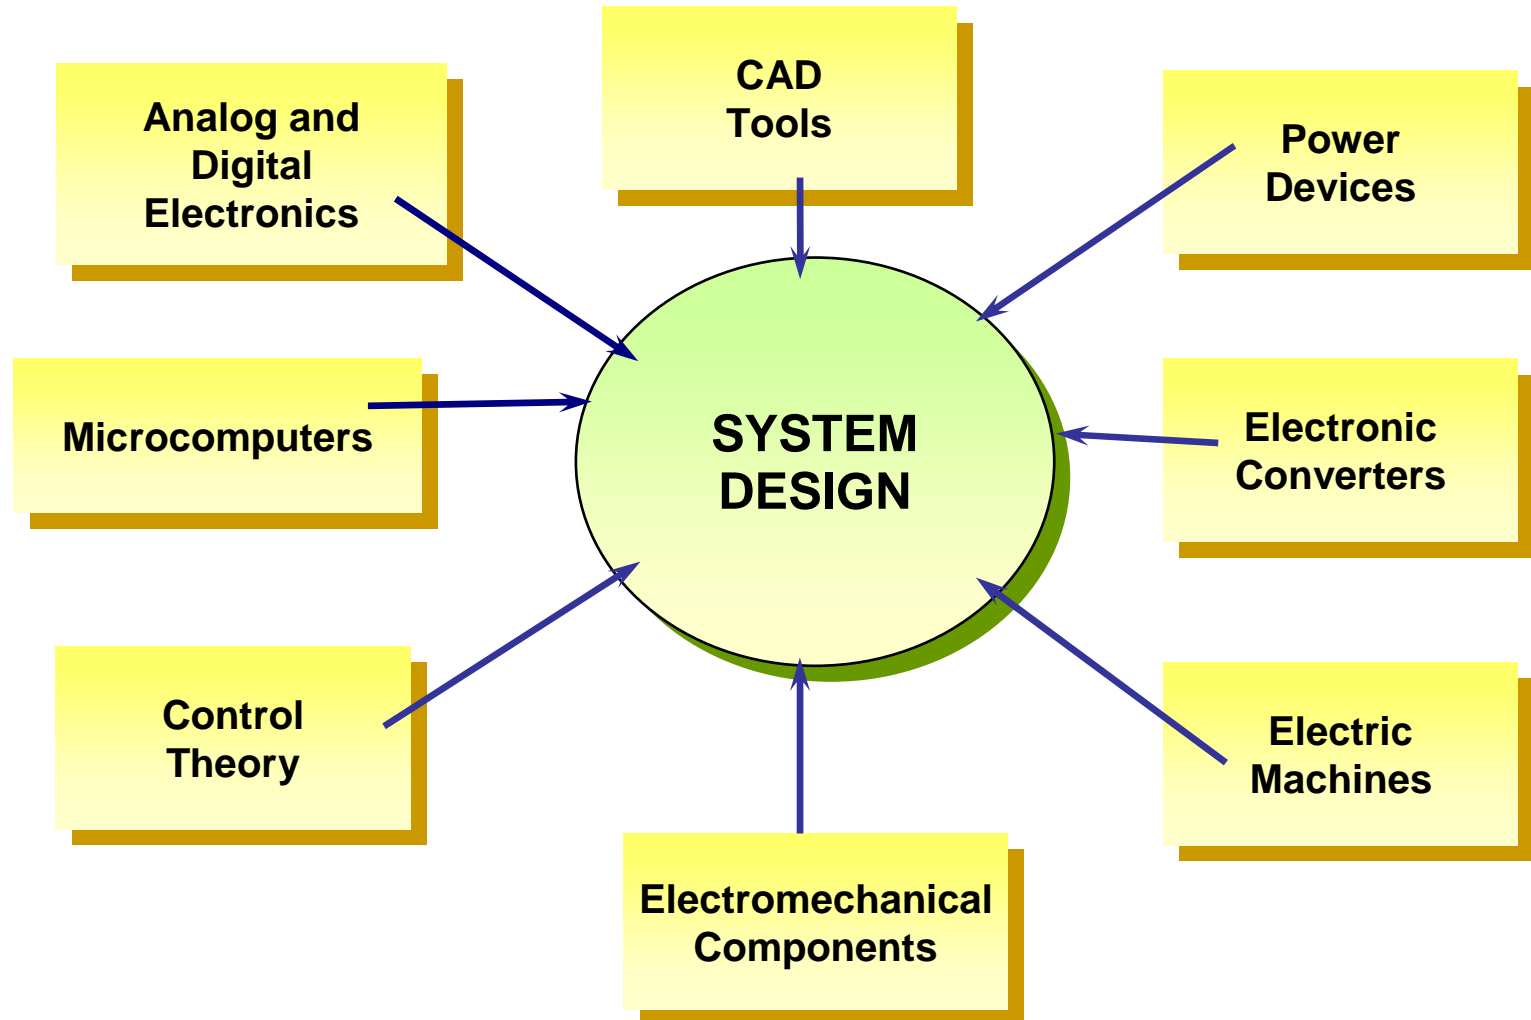 CAD
Tools
Analog and
Digital
Electronics
Power
Devices
Microcomputers
SYSTEM
DESIGN
Electronic
Converters
Control
Theory
Electric
Machines
Electromechanical
Components